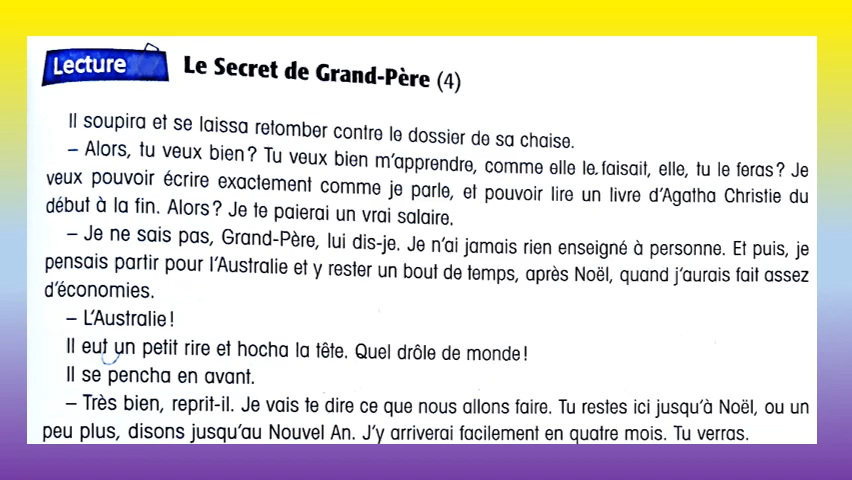 Lecture
Le Secret de Grand-Père (4)
Il soupira et se laissa retomber contre le dossier de sa chaise.
– Alors, tu veux bien ? Tu veux bien m'apprendre, comme elle le faisait, elle, tu le feras ? Je
veux pouvoir écrire exactement comme je parle, et pouvoir lire un livre d'Agatha Christie du
début à la fin. Alors ? Je te paierai un vrai salaire.
– Je ne sais pas, Grand-Père, lui dis-je. Je n'ai jamais rien enseigné à personne. Et puis, je
pensais partir pour l'Australie et y rester un bout de temps, après Noël, quand j'aurais fait assez
d'économies.
– L'Australie !
Il eut un petit rire et hocha la tête. Quel drôle de monde !
Il se pencha en avant.
– Très bien, reprit-il. Je vais te dire ce que nous allons faire. Tu restes ici jusqu'à Noël, ou un
peu plus, disons jusqu'au Nouvel An. J'y arriverai facilement en quatre mois. Tu verras.